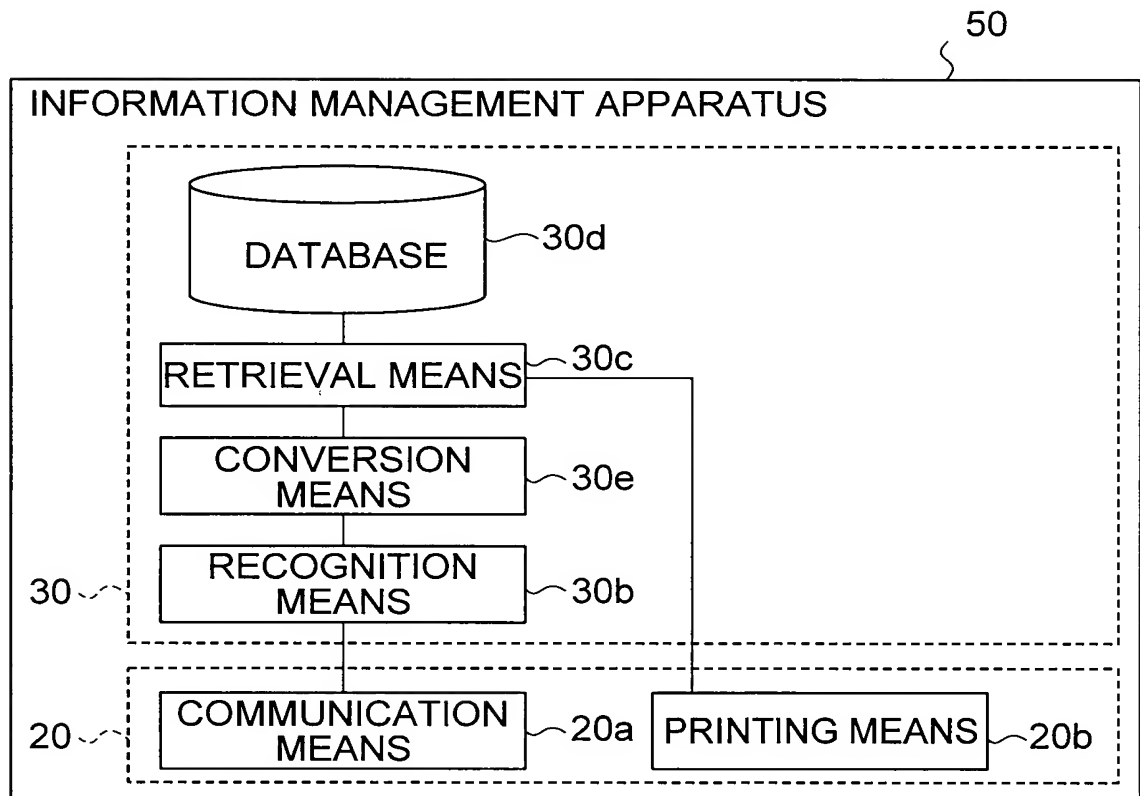 50
INFORMATION MANAGEMENT APPARATUS
DATABASE
30d
RETRIEVAL MEANS
30c
CONVERSION
MEANS
30e
RECOGNITION
MEANS
30b
30
COMMUNICATION
MEANS
20a
PRINTING MEANS
20b
20